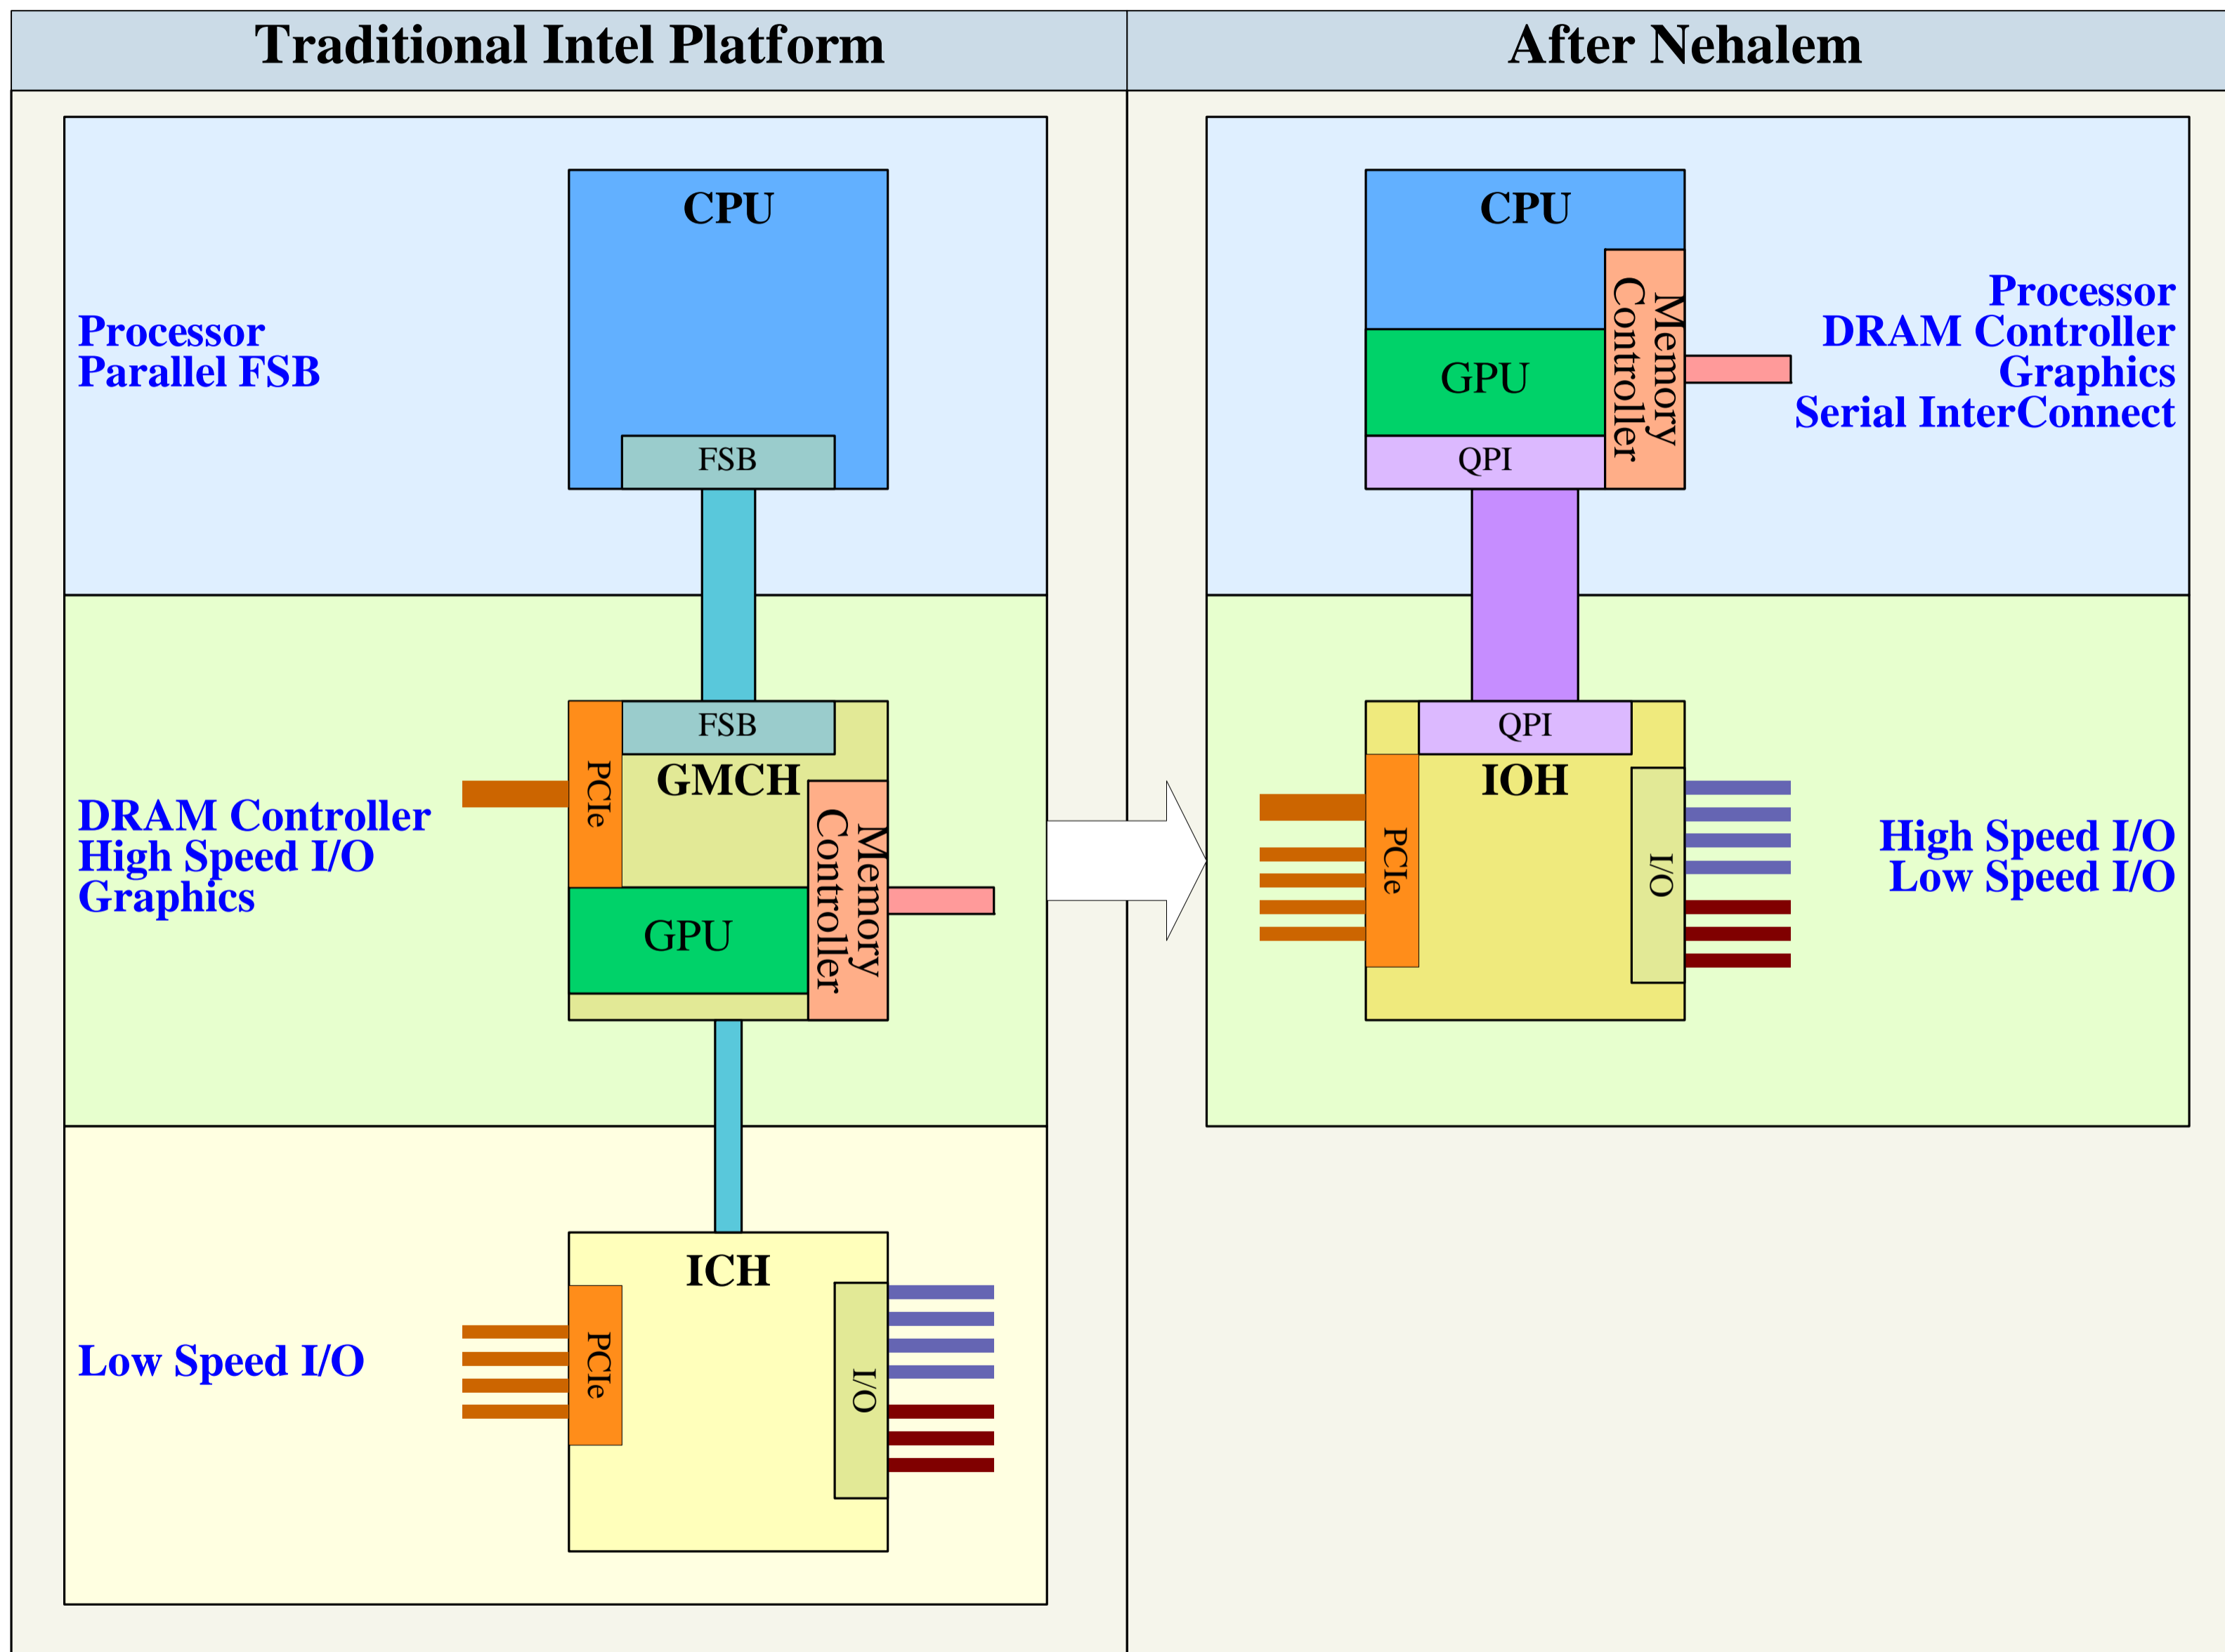 Traditional Intel Platform
After Nehalem
CPU
Processor
Parallel FSB
FSB
FSB
PCIe
GMCH
Memory
Controller
DRAM Controller
High Speed I/O
Graphics
GPU
ICH
PCIe
I/O
Low Speed I/O
CPU
Memory
Controller
GPU
QPI
Processor
DRAM Controller
Graphics
Serial InterConnect
QPI
IOH
PCIe
I/O
High Speed I/O
Low Speed I/O